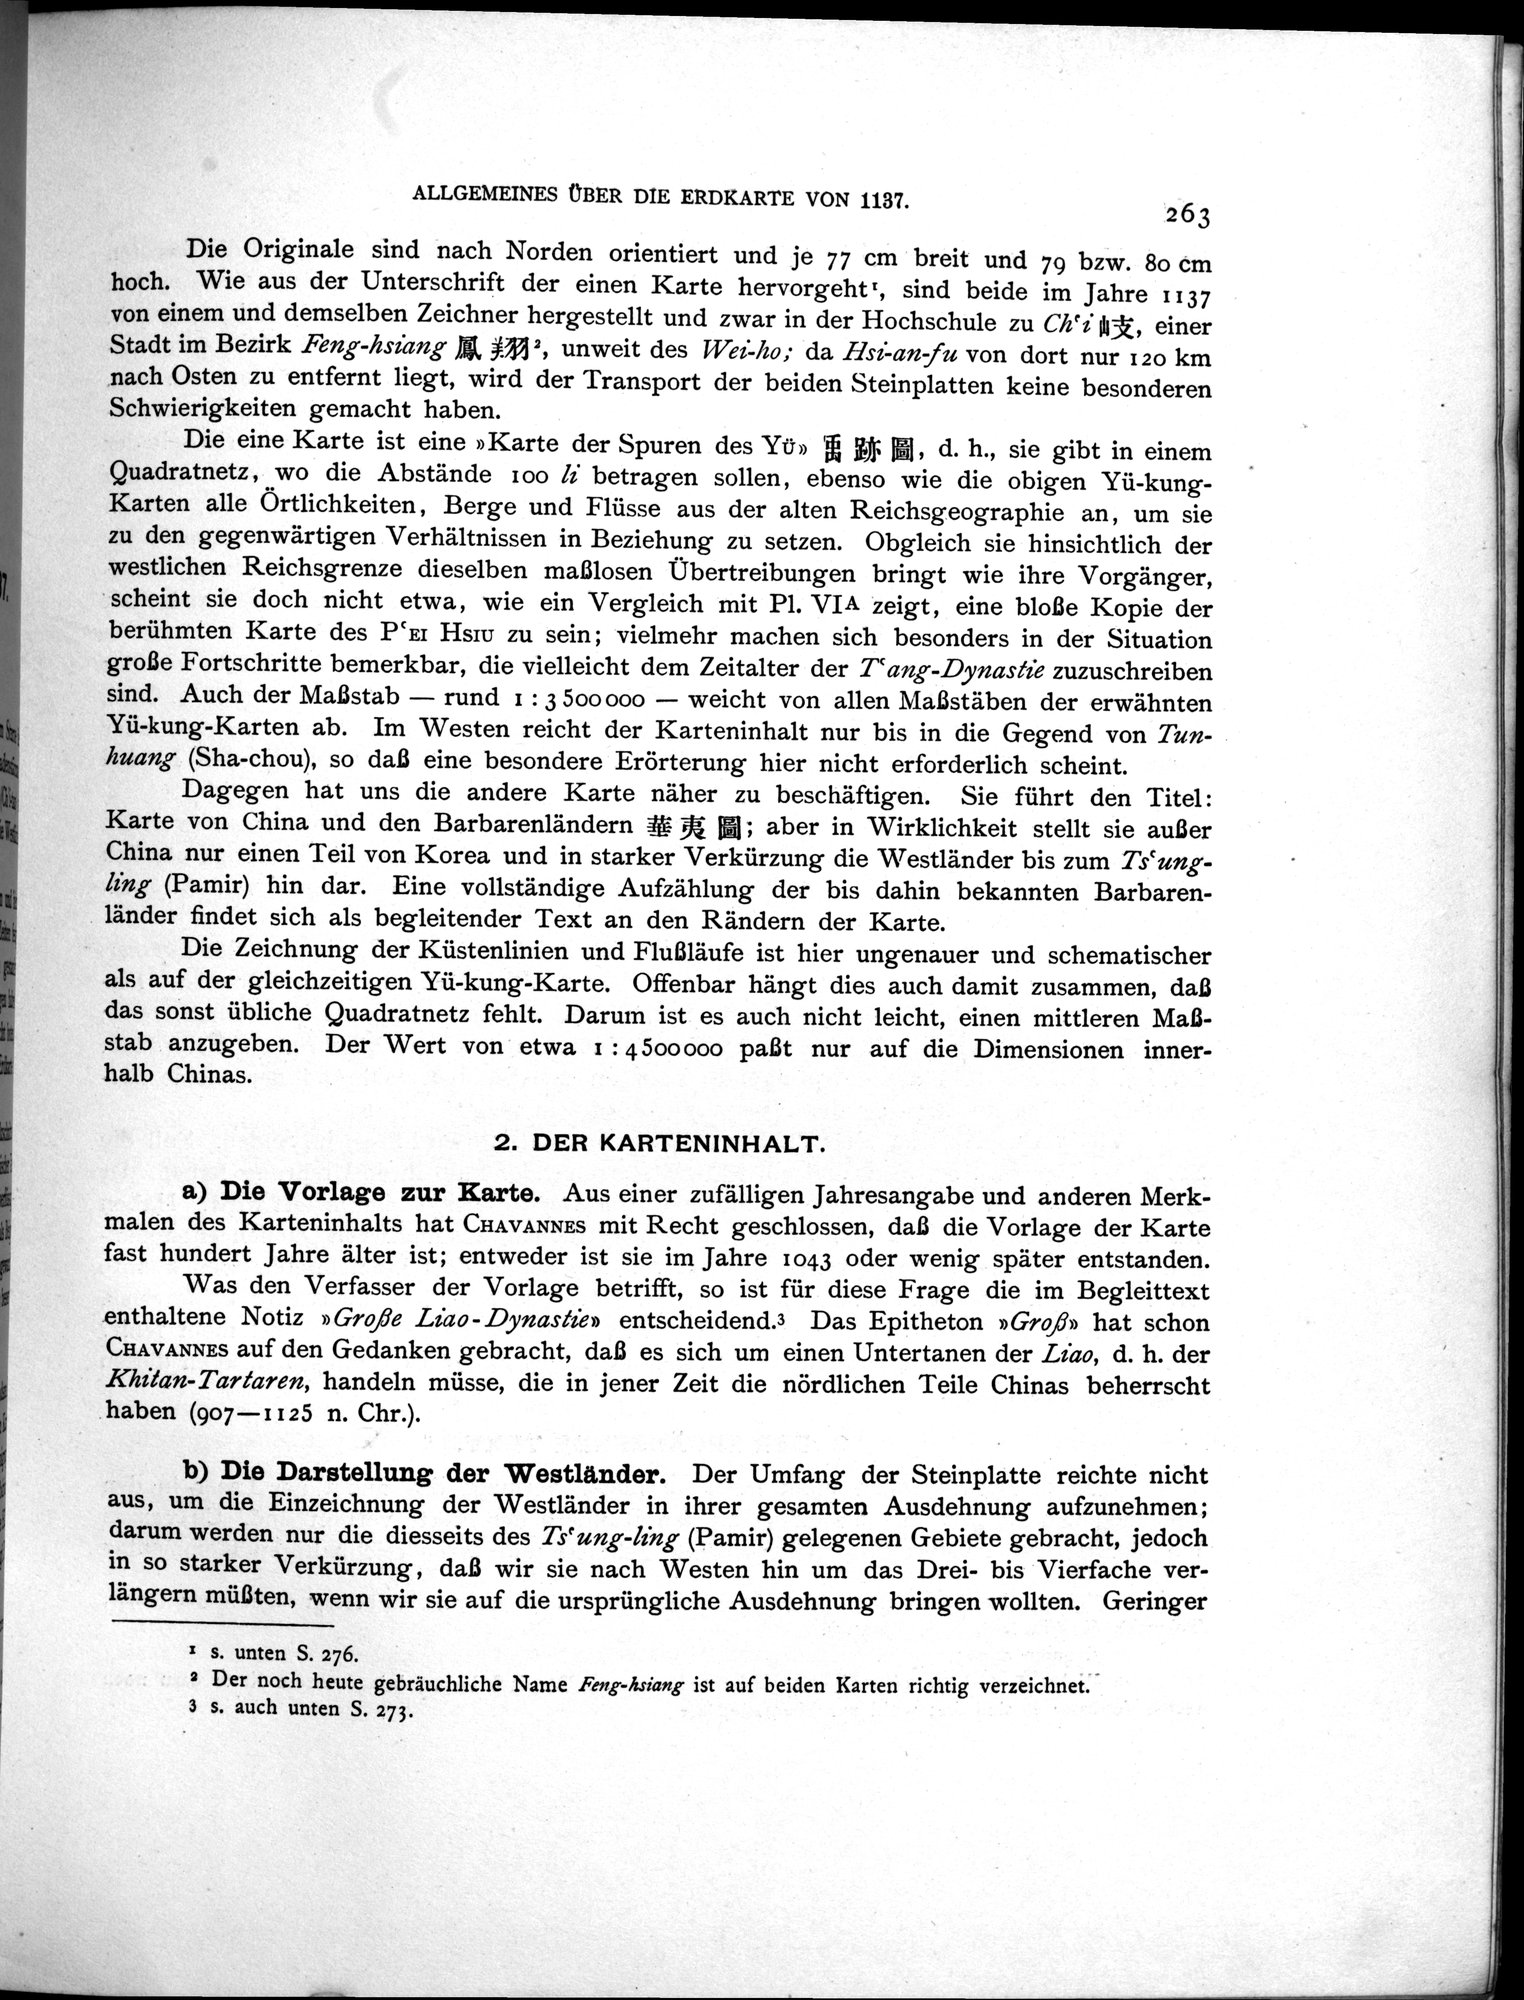 ALLGEMEINES ÜBER DIE ERDKARTE VON 1137.
263
Die Originale sind nach Norden orientiert und je 77 cm breit und 79 bzw. 80 cm
hoch. Wie aus der Unterschrift der einen Karte hervorgeht¹, sind beide im Jahre 1137
von einem und demselben Zeichner hergestellt und zwar in der Hochschule zu Chʻi 岐, einer
Stadt im Bezirk Feng-hsiang 鳳翔², unweit des Wei-ho; da Hsi-an-fu von dort nur 120 km
nach Osten zu entfernt liegt, wird der Transport der beiden Steinplatten keine besonderen
Schwierigkeiten gemacht haben.
Die eine Karte ist eine »Karte der Spuren des Yü» 禹跡圖, d. h., sie gibt in einem
Quadratnetz, wo die Abstände 100 li betragen sollen, ebenso wie die obigen Yü-kung-
Karten alle Örtlichkeiten, Berge und Flüsse aus der alten Reichsgeographie an, um sie
zu den gegenwärtigen Verhältnissen in Beziehung zu setzen. Obgleich sie hinsichtlich der
westlichen Reichsgrenze dieselben maßlosen Übertreibungen bringt wie ihre Vorgänger,
scheint sie doch nicht etwa, wie ein Vergleich mit Pl. VIA zeigt, eine bloße Kopie der
berühmten Karte des Pʻei Hsiu zu sein; vielmehr machen sich besonders in der Situation
große Fortschritte bemerkbar, die vielleicht dem Zeitalter der Tʻang-Dynastie zuzuschreiben
sind. Auch der Maßstab — rund 1 : 3 500 000 — weicht von allen Maßstäben der erwähnten
Yü-kung-Karten ab. Im Westen reicht der Karteninhalt nur bis in die Gegend von Tun-
huang (Sha-chou), so daß eine besondere Erörterung hier nicht erforderlich scheint.
Dagegen hat uns die andere Karte näher zu beschäftigen. Sie führt den Titel:
Karte von China und den Barbarenländern 華夷圖; aber in Wirklichkeit stellt sie außer
China nur einen Teil von Korea und in starker Verkürzung die Westländer bis zum Tsʻung-
ling (Pamir) hin dar. Eine vollständige Aufzählung der bis dahin bekannten Barbaren-
länder findet sich als begleitender Text an den Rändern der Karte.
Die Zeichnung der Küstenlinien und Flußläufe ist hier ungenauer und schematischer
als auf der gleichzeitigen Yü-kung-Karte. Offenbar hängt dies auch damit zusammen, daß
das sonst übliche Quadratnetz fehlt. Darum ist es auch nicht leicht, einen mittleren Maß-
stab anzugeben. Der Wert von etwa 1 : 4 500 000 paßt nur auf die Dimensionen inner-
halb Chinas.
2. DER KARTENINHALT.
a) Die Vorlage zur Karte. Aus einer zufälligen Jahresangabe und anderen Merk-
malen des Karteninhalts hat Chavannes mit Recht geschlossen, daß die Vorlage der Karte
fast hundert Jahre älter ist; entweder ist sie im Jahre 1043 oder wenig später entstanden.
Was den Verfasser der Vorlage betrifft, so ist für diese Frage die im Begleittext
enthaltene Notiz »Große Liao-Dynastie» entscheidend.³ Das Epitheton »Groß» hat schon
Chavannes auf den Gedanken gebracht, daß es sich um einen Untertanen der Liao, d. h. der
Khitan-Tartaren, handeln müsse, die in jener Zeit die nördlichen Teile Chinas beherrscht
haben (907—1125 n. Chr.).
b) Die Darstellung der Westländer. Der Umfang der Steinplatte reichte nicht
aus, um die Einzeichnung der Westländer in ihrer gesamten Ausdehnung aufzunehmen;
darum werden nur die diesseits des Tsʻung-ling (Pamir) gelegenen Gebiete gebracht, jedoch
in so starker Verkürzung, daß wir sie nach Westen hin um das Drei- bis Vierfache ver-
längern müßten, wenn wir sie auf die ursprüngliche Ausdehnung bringen wollten. Geringer
¹ s. unten S. 276.
² Der noch heute gebräuchliche Name Feng-hsiang ist auf beiden Karten richtig verzeichnet.
³ s. auch unten S. 273.